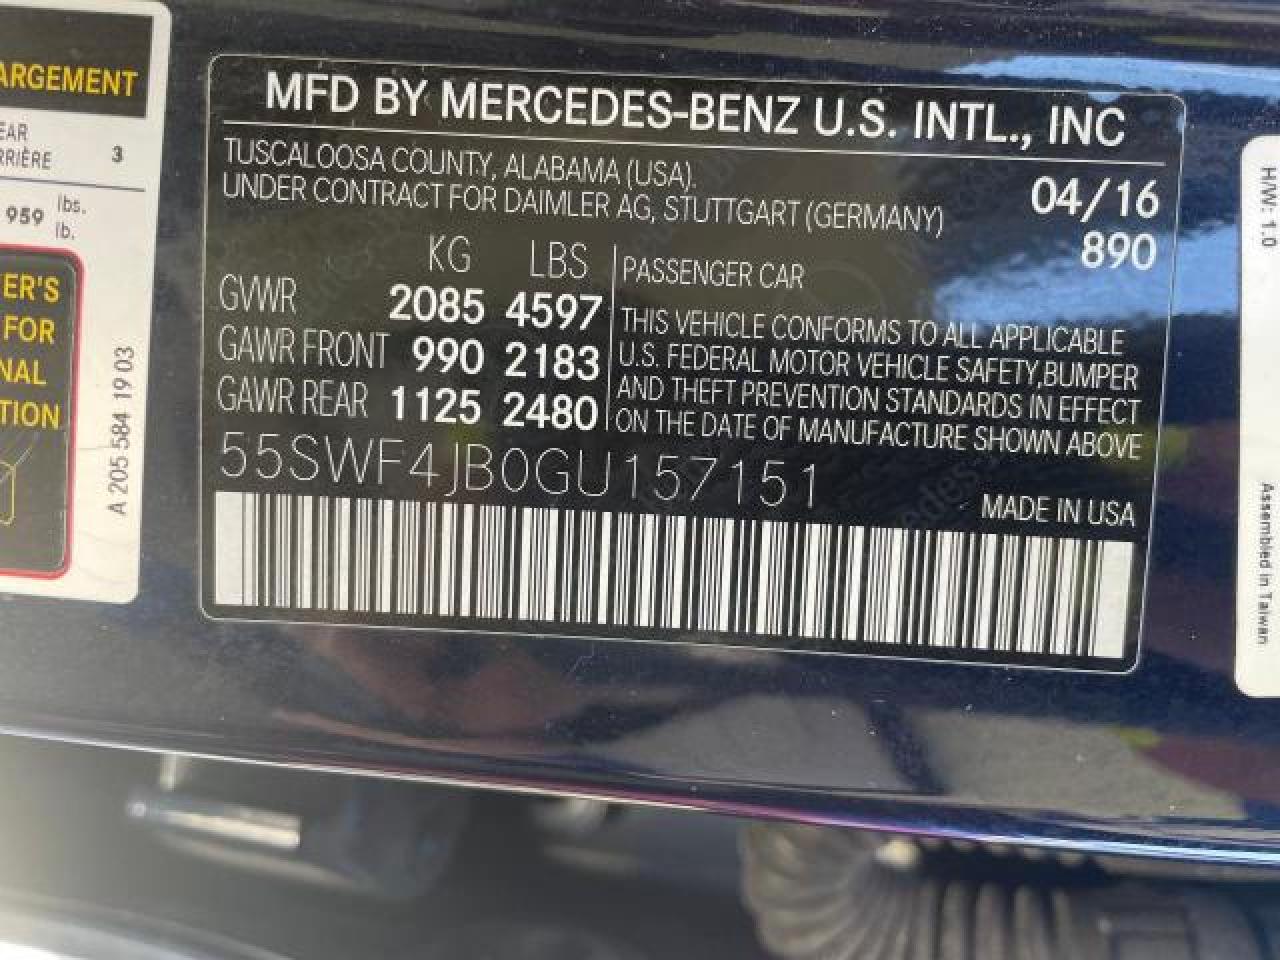 ARGEMENT
EAR
RRIÈRE 3
959 lbs.
lb.
ER'S
FOR
NAL
TION
A 205 584 19 03
MFD BY MERCEDES-BENZ U.S. INTL., INC
TUSCALOOSA COUNTY, ALABAMA (USA).
UNDER CONTRACT FOR DAIMLER AG, STUTTGART (GERMANY)
04/16
890
KG LBS
GVWR 2085 4597
GAWR FRONT 990 2183
GAWR REAR 1125 2480
PASSENGER CAR
THIS VEHICLE CONFORMS TO ALL APPLICABLE
U.S. FEDERAL MOTOR VEHICLE SAFETY,BUMPER
AND THEFT PREVENTION STANDARDS IN EFFECT
ON THE DATE OF MANUFACTURE SHOWN ABOVE
55SWF4JB0GU157151
MADE IN USA
H/W: 1.0
Assembled in Taiwan